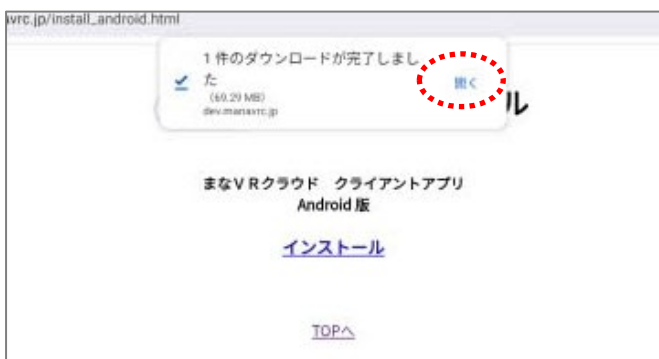 avrc.jp/install_android.html
1 件のダウンロードが完了しまし
た
(69.29 MB)
dev.manavrc.jp
開く
ル
まなＶＲクラウド　クライアントアプリ
Android 版
インストール
TOPへ